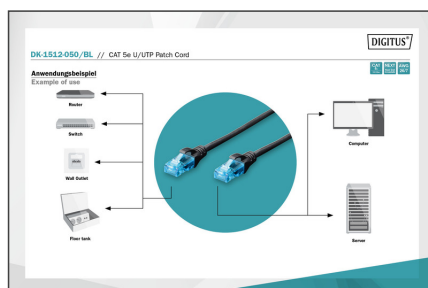 DIGITUS®
DK-1512-050/BL // CAT 5e U/UTP Patch Cord
Anwendungsbeispiel
Example of use
Router
Switch
Wall Outlet
Floor tank
Computer
Server